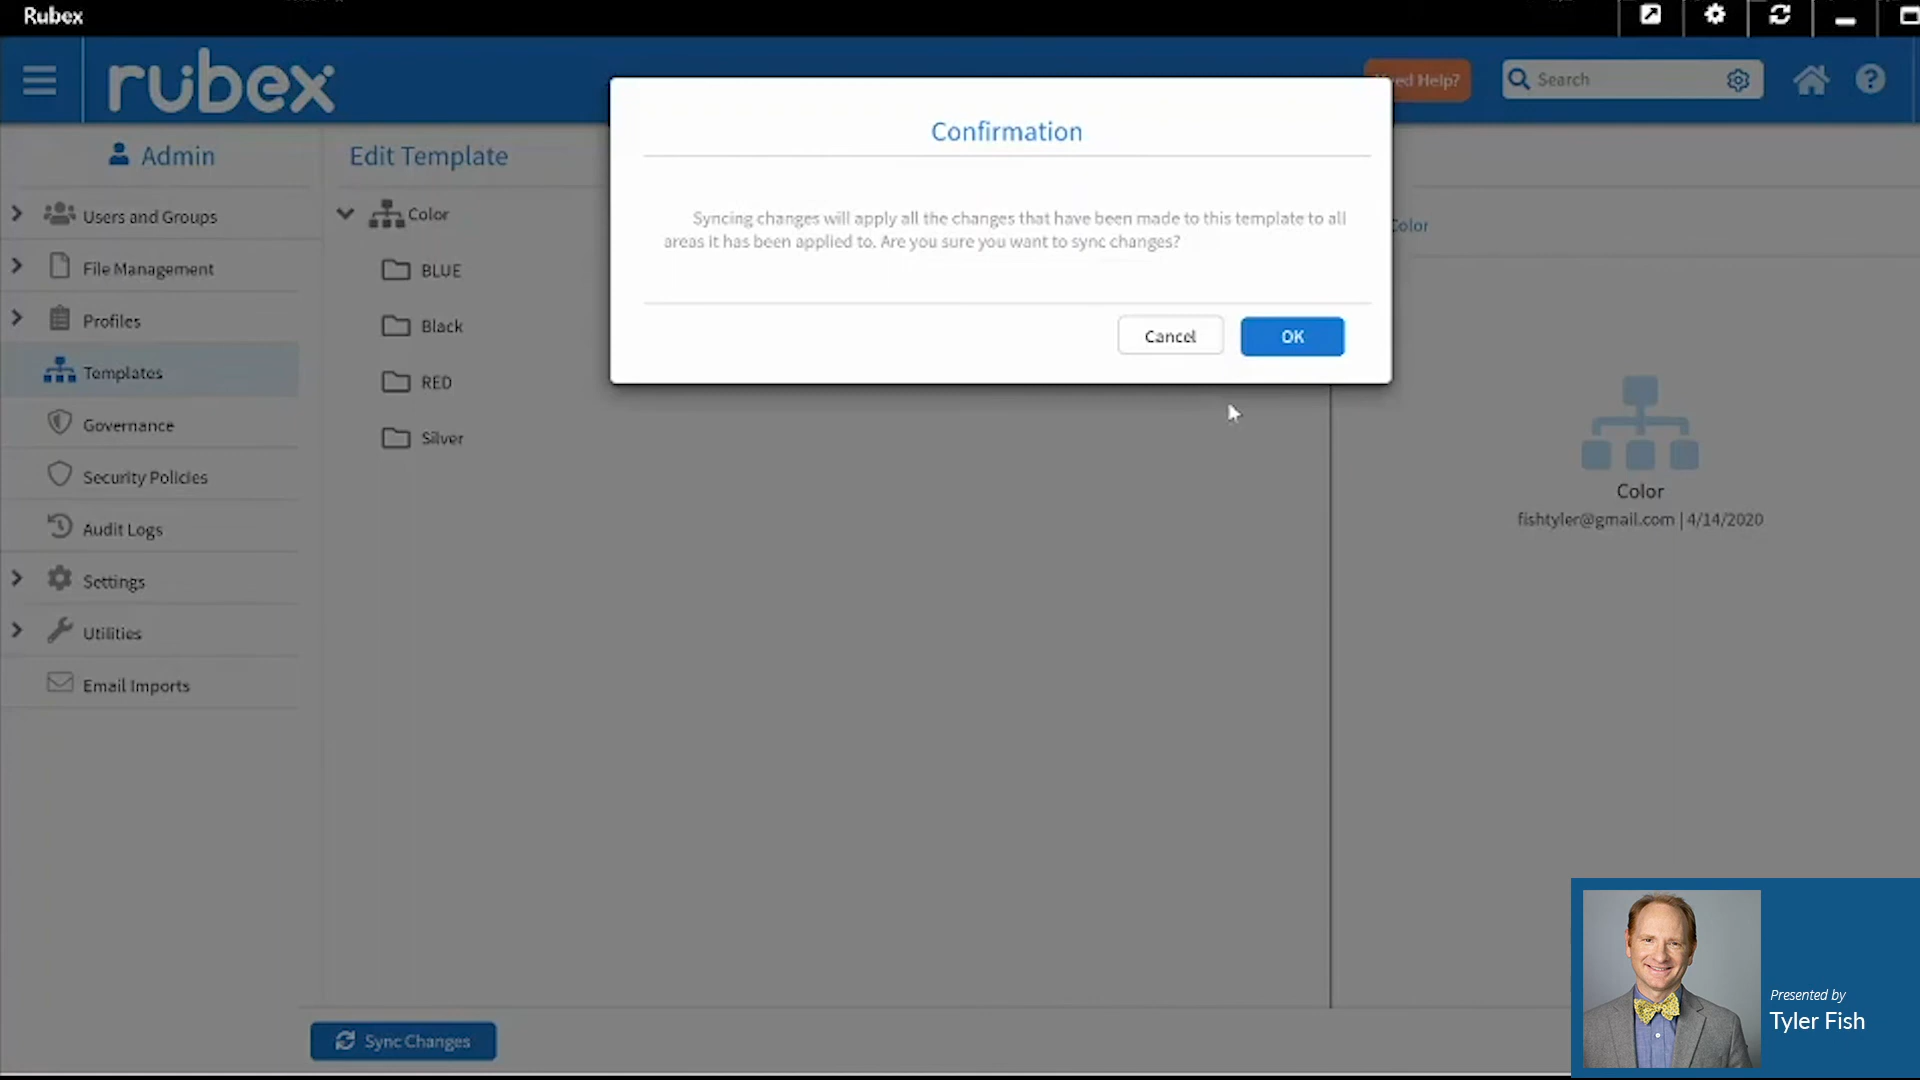 Rubex
rubex
Need Help?
Search
Confirmation
Syncing changes will apply all the changes that have been made to this template to all
areas it has been applied to. Are you sure you want to sync changes?
Cancel
OK
Admin
Users and Groups
File Management
Profiles
Templates
Governance
Security Policies
Audit Logs
Settings
Utilities
Email Imports
Edit Template
Color
BLUE
Black
RED
Silver
Color
Color
fishtyler@gmail.com | 4/14/2020
Sync Changes
Presented by
Tyler Fish